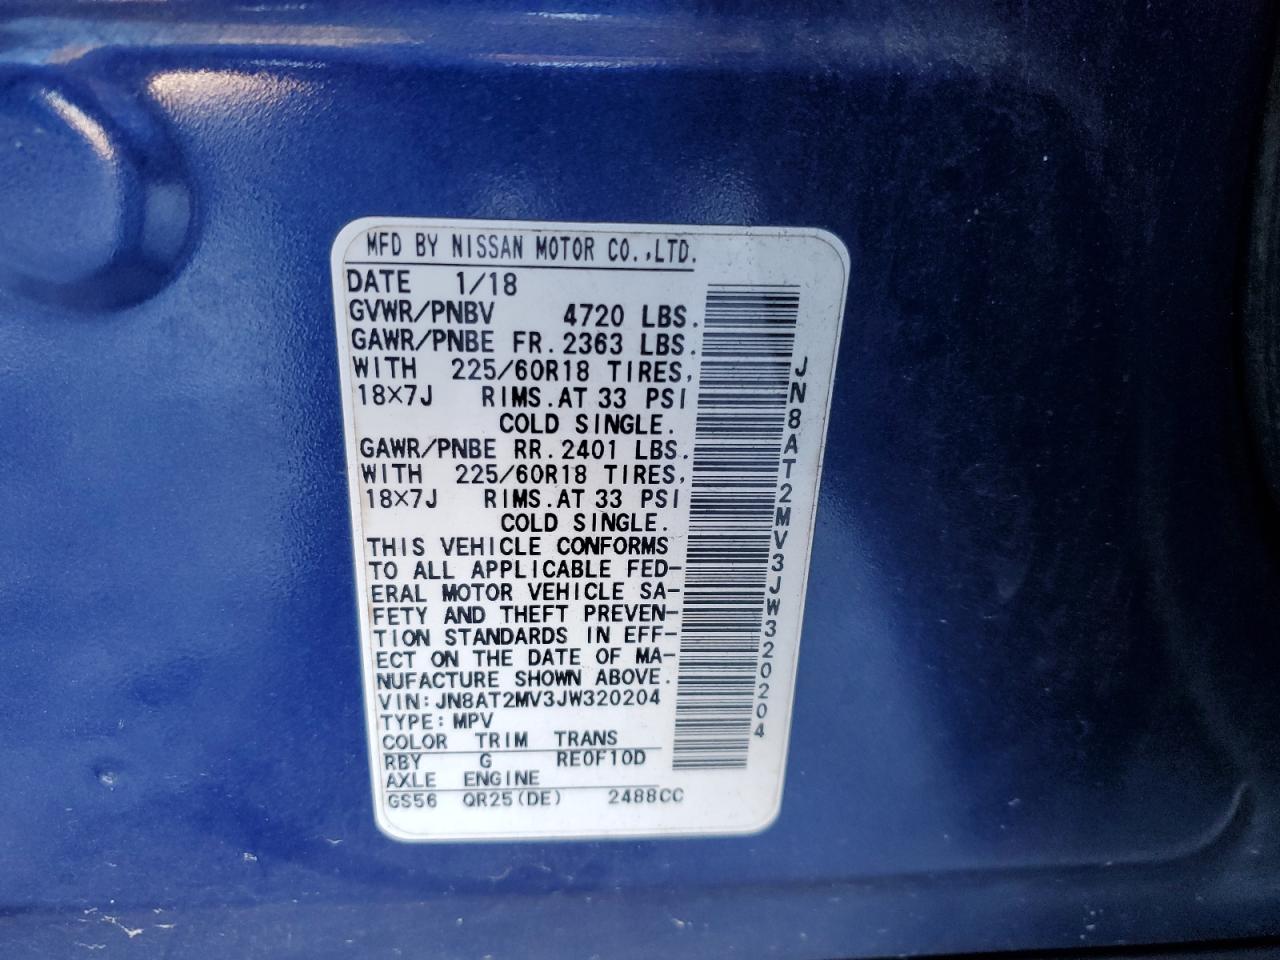 MFD BY NISSAN MOTOR CO.,LTD.
DATE 1/18
GVWR/PNBV 4720 LBS.
GAWR/PNBE FR.2363 LBS.
WITH 225/60R18 TIRES,
18×7J RIMS.AT 33 PSI
COLD SINGLE.
GAWR/PNBE RR.2401 LBS.
WITH 225/60R18 TIRES,
18×7J RIMS.AT 33 PSI
COLD SINGLE.
THIS VEHICLE CONFORMS
TO ALL APPLICABLE FED-
ERAL MOTOR VEHICLE SA-
FETY AND THEFT PREVEN-
TION STANDARDS IN EFF-
ECT ON THE DATE OF MA-
NUFACTURE SHOWN ABOVE.
VIN:JN8AT2MV3JW320204
TYPE:MPV
COLOR TRIM TRANS
RBY G RE0F10D
AXLE ENGINE
GS56 QR25(DE) 2488CC
JN8AT2MV3JW320204